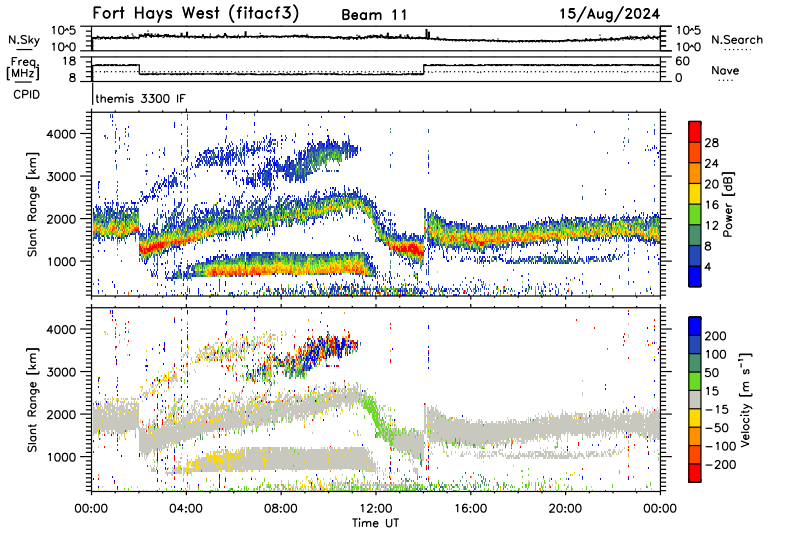 Fort Hays West (fitacf3) Beam 11 15/Aug/2024
N.Sky 10^5 10^0 10^5 10^0 N.Search
Freq. [MHz] 18 8 60 0 Nave
CPID themis 3300 IF
Slant Range [km] 4000 3000 2000 1000
Power [dB] 28 24 20 16 12 8 4
Slant Range [km] 4000 3000 2000 1000
Velocity [m s⁻¹] 200 100 50 15 −15 −50 −100 −200
00:00 04:00 08:00 12:00 16:00 20:00 00:00
Time UT